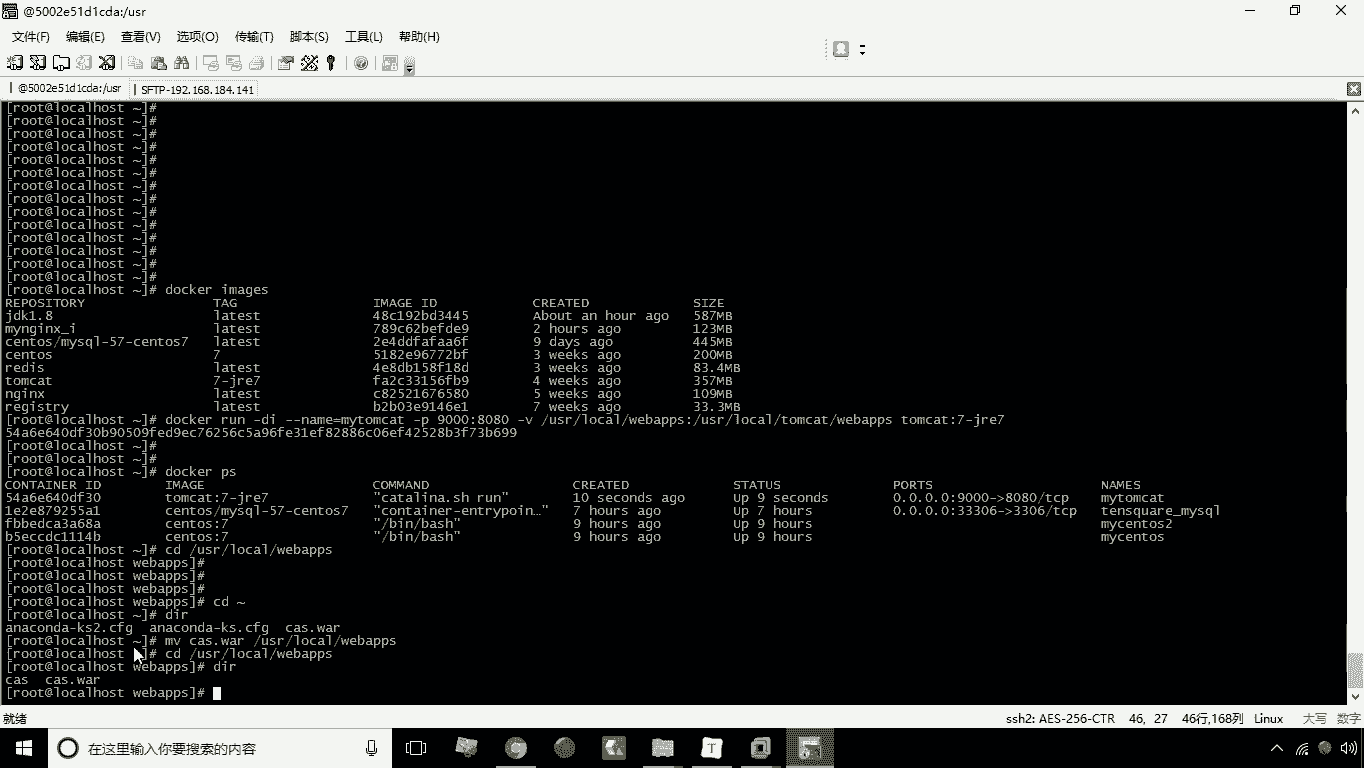 @5002e51d1cda:/usr
文件(F) 编辑(E) 查看(V) 选项(O) 传输(T) 脚本(S) 工具(L) 帮助(H)
@5002e51d1cda:/usr SFTP-192.168.184.141
[root@localhost ~]#
[root@localhost ~]#
[root@localhost ~]#
[root@localhost ~]#
[root@localhost ~]#
[root@localhost ~]#
[root@localhost ~]#
[root@localhost ~]#
[root@localhost ~]#
[root@localhost ~]#
[root@localhost ~]#
[root@localhost ~]#
[root@localhost ~]#
[root@localhost ~]#
[root@localhost ~]# docker images
REPOSITORY TAG IMAGE ID CREATED SIZE
jdk1.8 latest 48c192bd3445 About an hour ago 587MB
mynginx_i latest 789c62befde9 2 hours ago 123MB
centos/mysql-57-centos7 latest 2e4ddfafaa6f 9 days ago 445MB
centos 7 5182e96772bf 3 weeks ago 200MB
redis latest 4e8db158f18d 3 weeks ago 83.4MB
tomcat 7-jre7 fa2c33156fb9 4 weeks ago 357MB
nginx latest c82521676580 5 weeks ago 109MB
registry latest b2b03e9146e1 7 weeks ago 33.3MB
[root@localhost ~]# docker run -di --name=mytomcat -p 9000:8080 -v /usr/local/webapps:/usr/local/tomcat/webapps tomcat:7-jre7
54a6e640df30b90509fed9ec76256c5a96fe31ef82886c06ef42528b3f73b699
[root@localhost ~]#
[root@localhost ~]#
[root@localhost ~]# docker ps
CONTAINER ID IMAGE COMMAND CREATED STATUS PORTS NAMES
54a6e640df30 tomcat:7-jre7 "catalina.sh run" 10 seconds ago Up 9 seconds 0.0.0.0:9000->8080/tcp mytomcat
1e2e879255a1 centos/mysql-57-centos7 "container-entrypoin…" 7 hours ago Up 7 hours 0.0.0.0:33306->3306/tcp tensquare_mysql
fbbedca3a68a centos:7 "/bin/bash" 9 hours ago Up 9 hours mycentos2
b5eccdc1114b centos:7 "/bin/bash" 9 hours ago Up 9 hours mycentos
[root@localhost ~]# cd /usr/local/webapps
[root@localhost webapps]#
[root@localhost webapps]#
[root@localhost webapps]#
[root@localhost webapps]# cd ~
[root@localhost ~]# dir
anaconda-ks2.cfg anaconda-ks.cfg cas.war
[root@localhost ~]# mv cas.war /usr/local/webapps
[root@localhost ~]# cd /usr/local/webapps
[root@localhost webapps]# dir
cas cas.war
[root@localhost webapps]#
就绪 ssh2: AES-256-CTR 46, 27 46行,168列 Linux 大写 数字
在这里输入你要搜索的内容